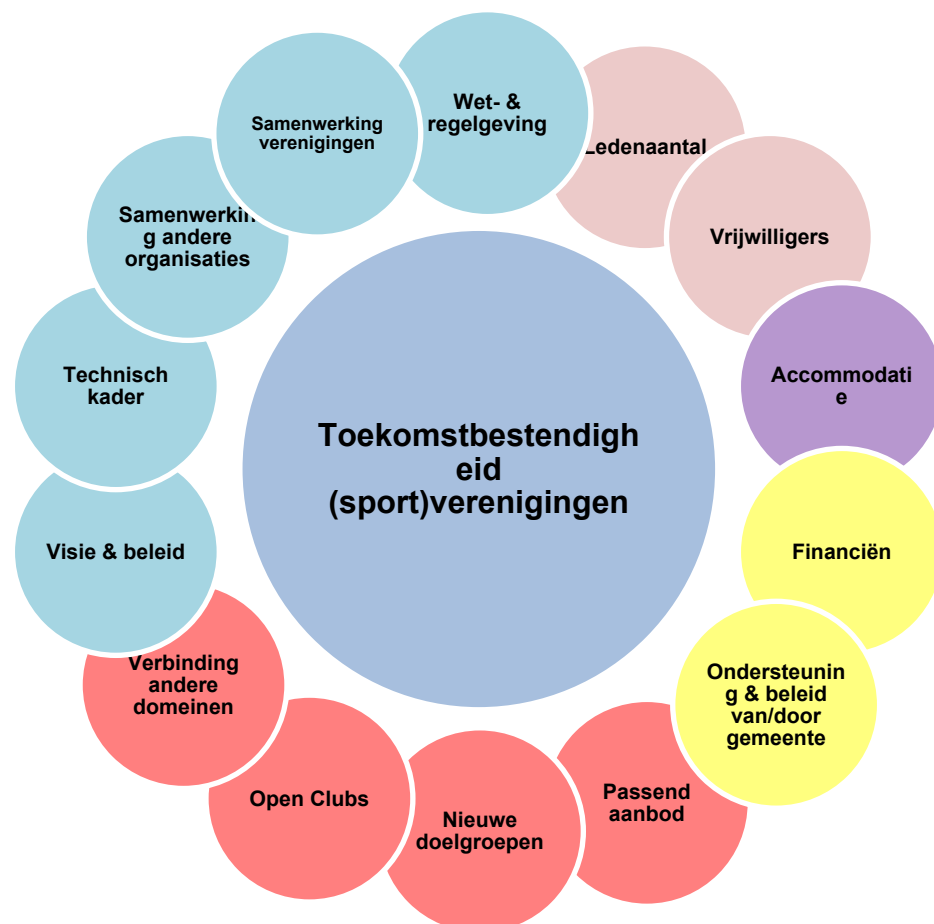 Wet- &
regelgeving
Ledenaantal
Vrijwilligers
Accommodati
e
Financiën
Ondersteunin
g & beleid
van/door
gemeente
Passend
aanbod
Nieuwe
doelgroepen
Open Clubs
Verbinding
andere
domeinen
Visie & beleid
Technisch
kader
Samenwerkin
g andere
organisaties
Samenwerking
verenigingen
Toekomstbestendigh
eid
(sport)verenigingen